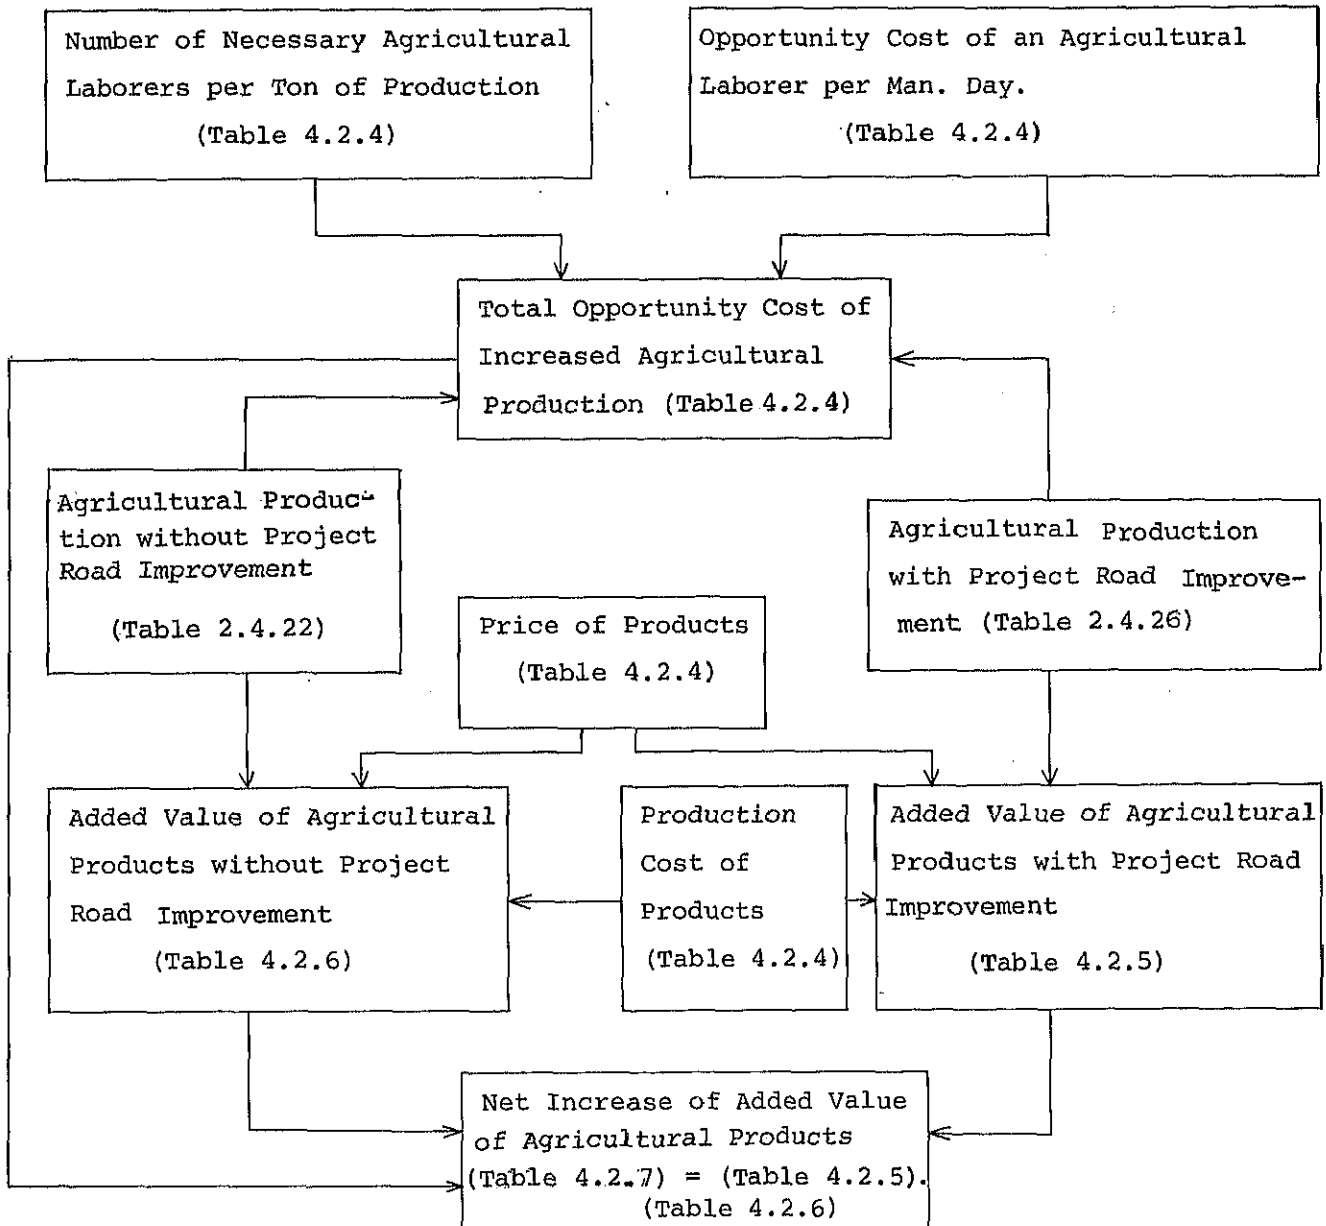 Number of Necessary Agricultural
Laborers per Ton of Production
(Table 4.2.4)
Opportunity Cost of an Agricultural
Laborer per Man. Day.
(Table 4.2.4)
Total Opportunity Cost of
Increased Agricultural
Production (Table 4.2.4)
Agricultural Produc-
tion without Project
Road Improvement
(Table 2.4.22)
Agricultural Production
with Project Road Improve-
ment (Table 2.4.26)
Price of Products
(Table 4.2.4)
Added Value of Agricultural
Products without Project
Road Improvement
(Table 4.2.6)
Production
Cost of
Products
(Table 4.2.4)
Added Value of Agricultural
Products with Project Road
Improvement
(Table 4.2.5)
Net Increase of Added Value
of Agricultural Products
(Table 4.2.7) = (Table 4.2.5).
(Table 4.2.6)